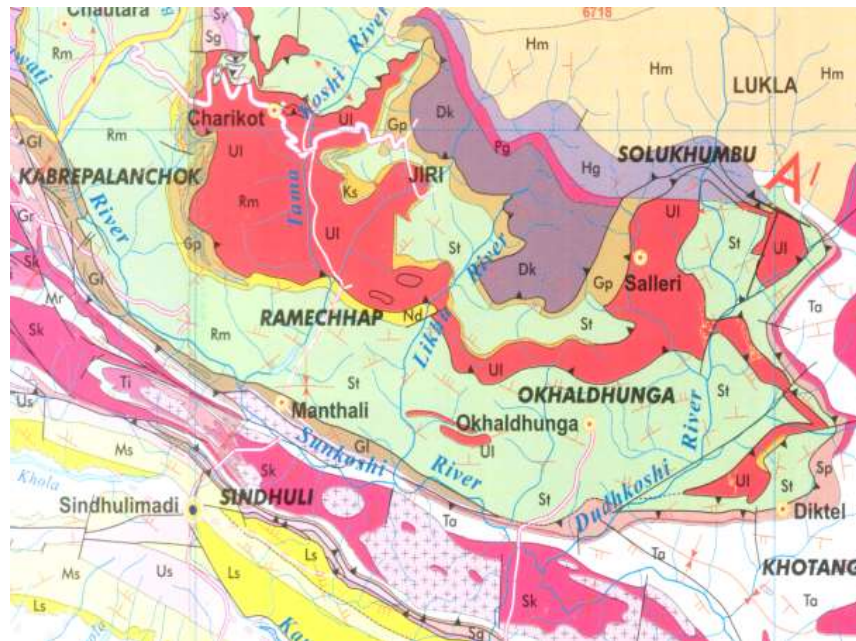 Chautara
Sy
Sg
River
6718
Hm
Hm
Hm
Rm
Koshi
LUKLA
Charikot
Ul
Gp
Dk
Rm
Gl
Ul
Pg
SOLUKHUMBU
Hg
A
KABREPALANCHOK
JIRI
Tama
Ks
Rm
Gr
River
Ul
St
River
St
Ul
Gp
Dk
Gp
Salleri
Gl
Sk
Mr
RAMECHHAP
Nd
St
Ta
Rm
Likhu
Sk
St
Ul
OKHALDHUNGA
Ti
Us
Manthali
Okhaldhunga
River
St
Ms
Sunkoshi
Gl
Ul
River
Sk
Sp
Khola
Ul
St
SINDHULI
St
Dudhkoshi
Sindhulimadi
Ta
Diktel
Ta
KHOTANG
Ms
Us
Ls
Ta
Ls
Sk
Sg